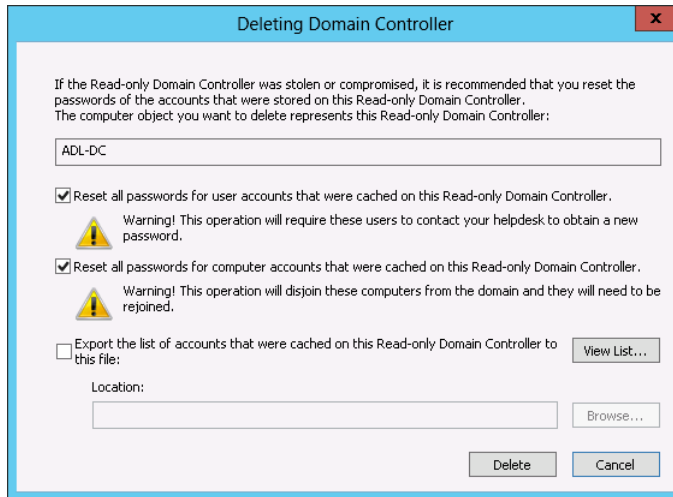 Deleting Domain Controller
x
If the Read-only Domain Controller was stolen or compromised, it is recommended that you reset the
passwords of the accounts that were stored on this Read-only Domain Controller.
The computer object you want to delete represents this Read-only Domain Controller:
ADL-DC
Reset all passwords for user accounts that were cached on this Read-only Domain Controller.
Warning! This operation will require these users to contact your helpdesk to obtain a new
password.
Reset all passwords for computer accounts that were cached on this Read-only Domain Controller.
Warning! This operation will disjoin these computers from the domain and they will need to be
rejoined.
Export the list of accounts that were cached on this Read-only Domain Controller to
this file:
View List...
Location:
Browse...
Delete
Cancel